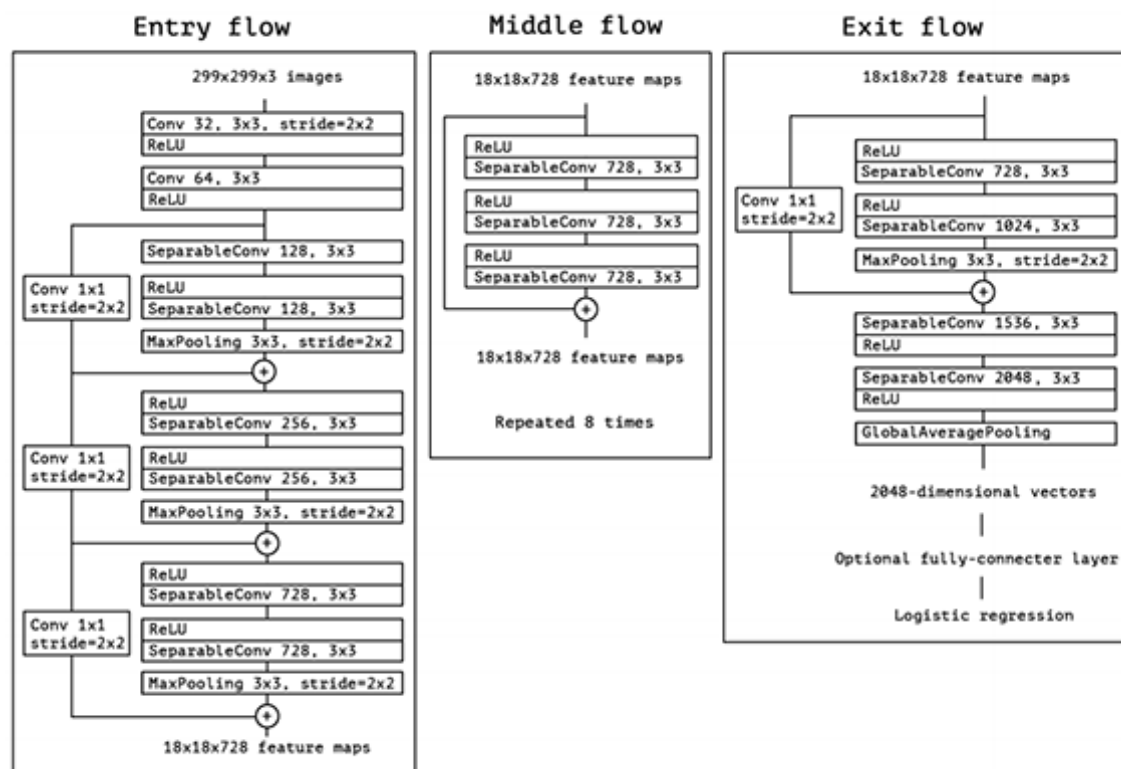 Entry flow
299x299x3 images
Conv 32, 3x3, stride=2x2
ReLU
Conv 64, 3x3
ReLU
SeparableConv 128, 3x3
Conv 1x1
stride=2x2
ReLU
SeparableConv 128, 3x3
MaxPooling 3x3, stride=2x2
+
ReLU
SeparableConv 256, 3x3
Conv 1x1
stride=2x2
ReLU
SeparableConv 256, 3x3
MaxPooling 3x3, stride=2x2
+
ReLU
SeparableConv 728, 3x3
Conv 1x1
stride=2x2
ReLU
SeparableConv 728, 3x3
MaxPooling 3x3, stride=2x2
+
18x18x728 feature maps
Middle flow
18x18x728 feature maps
ReLU
SeparableConv 728, 3x3
ReLU
SeparableConv 728, 3x3
ReLU
SeparableConv 728, 3x3
+
18x18x728 feature maps
Repeated 8 times
Exit flow
18x18x728 feature maps
ReLU
SeparableConv 728, 3x3
Conv 1x1
stride=2x2
ReLU
SeparableConv 1024, 3x3
MaxPooling 3x3, stride=2x2
+
SeparableConv 1536, 3x3
ReLU
SeparableConv 2048, 3x3
ReLU
GlobalAveragePooling
2048-dimensional vectors
Optional fully-connecter layer
Logistic regression